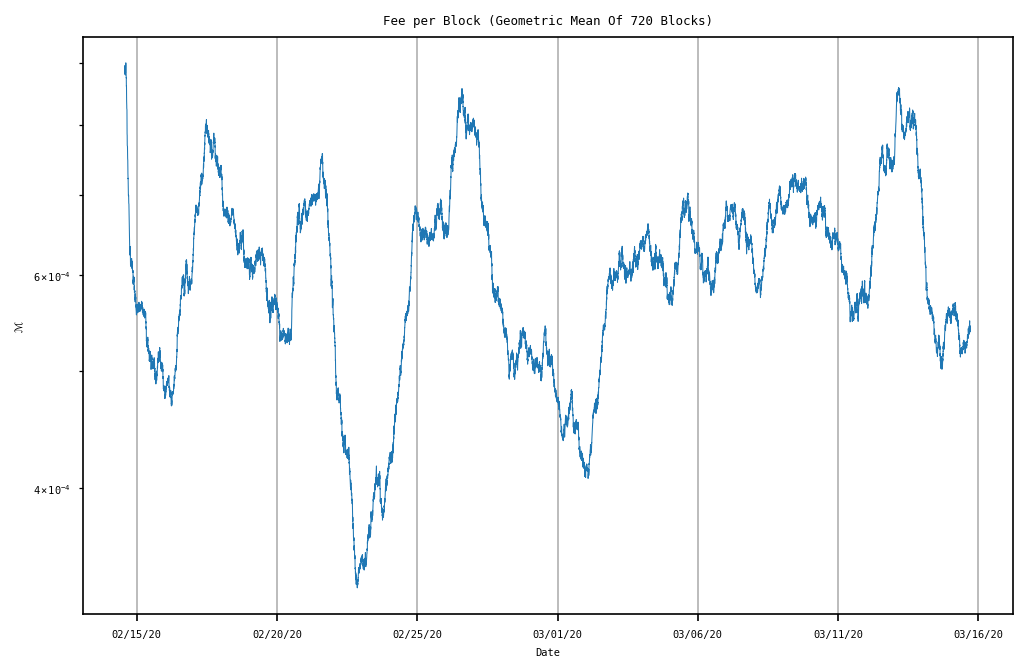 Fee per Block (Geometric Mean Of 720 Blocks)
ℳ
6×10⁻⁴
4×10⁻⁴
02/15/20 02/20/20 02/25/20 03/01/20 03/06/20 03/11/20 03/16/20
Date